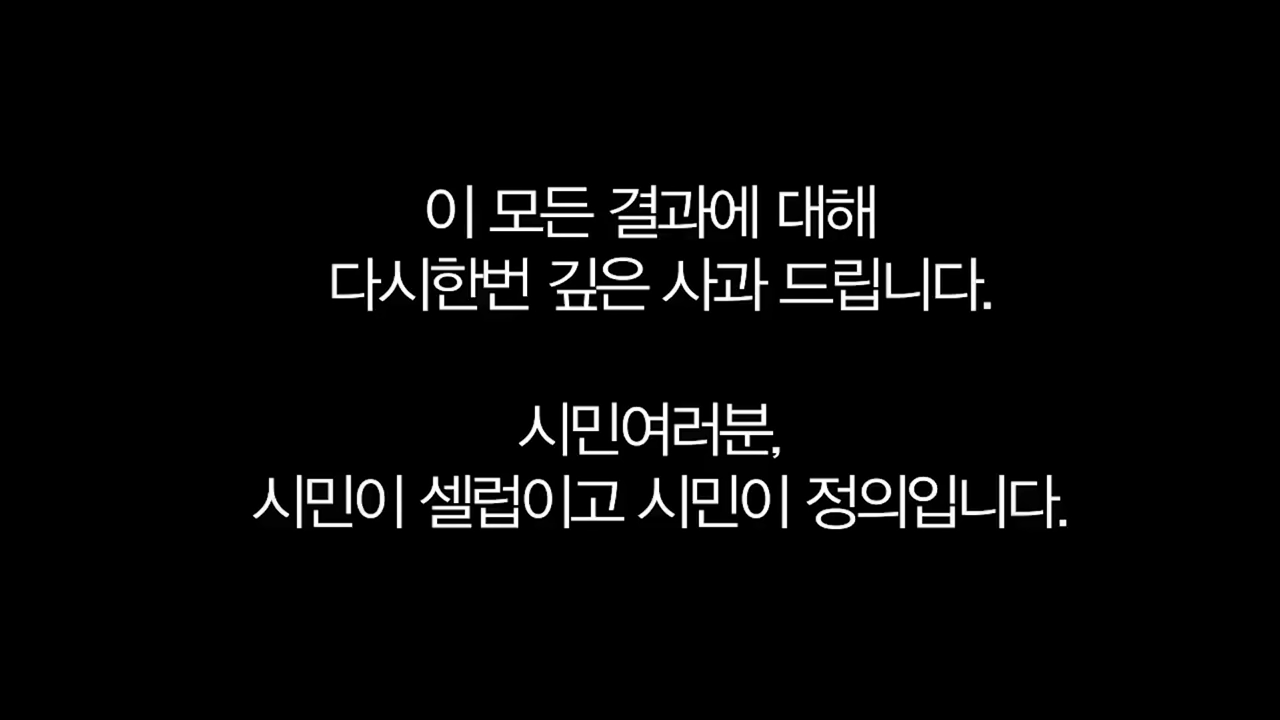 이 모든 결과에 대해
다시한번 깊은 사과 드립니다.
시민여러분,
시민이 셀럽이고 시민이 정의입니다.